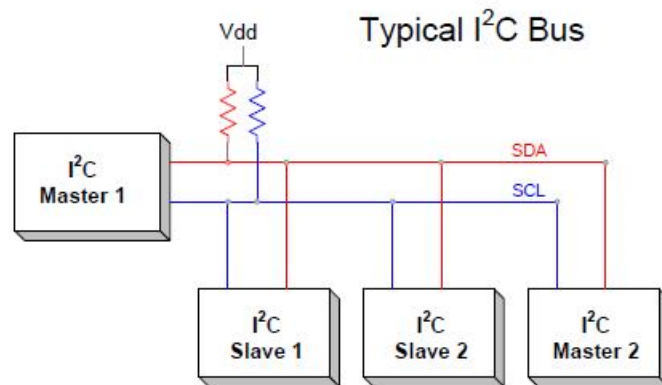 Typical I²C Bus
Vdd
I²C
Master 1
SDA
SCL
I²C
Slave 1
I²C
Slave 2
I²C
Master 2